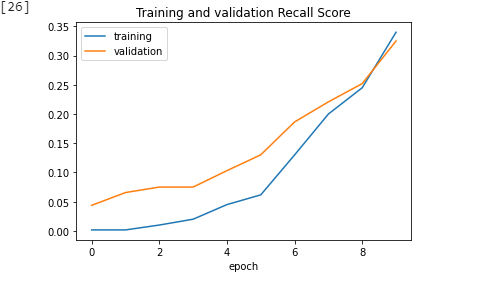 [26]
Training and validation Recall Score
training
validation
0.35
0.30
0.25
0.20
0.15
0.10
0.05
0.00
0 2 4 6 8
epoch